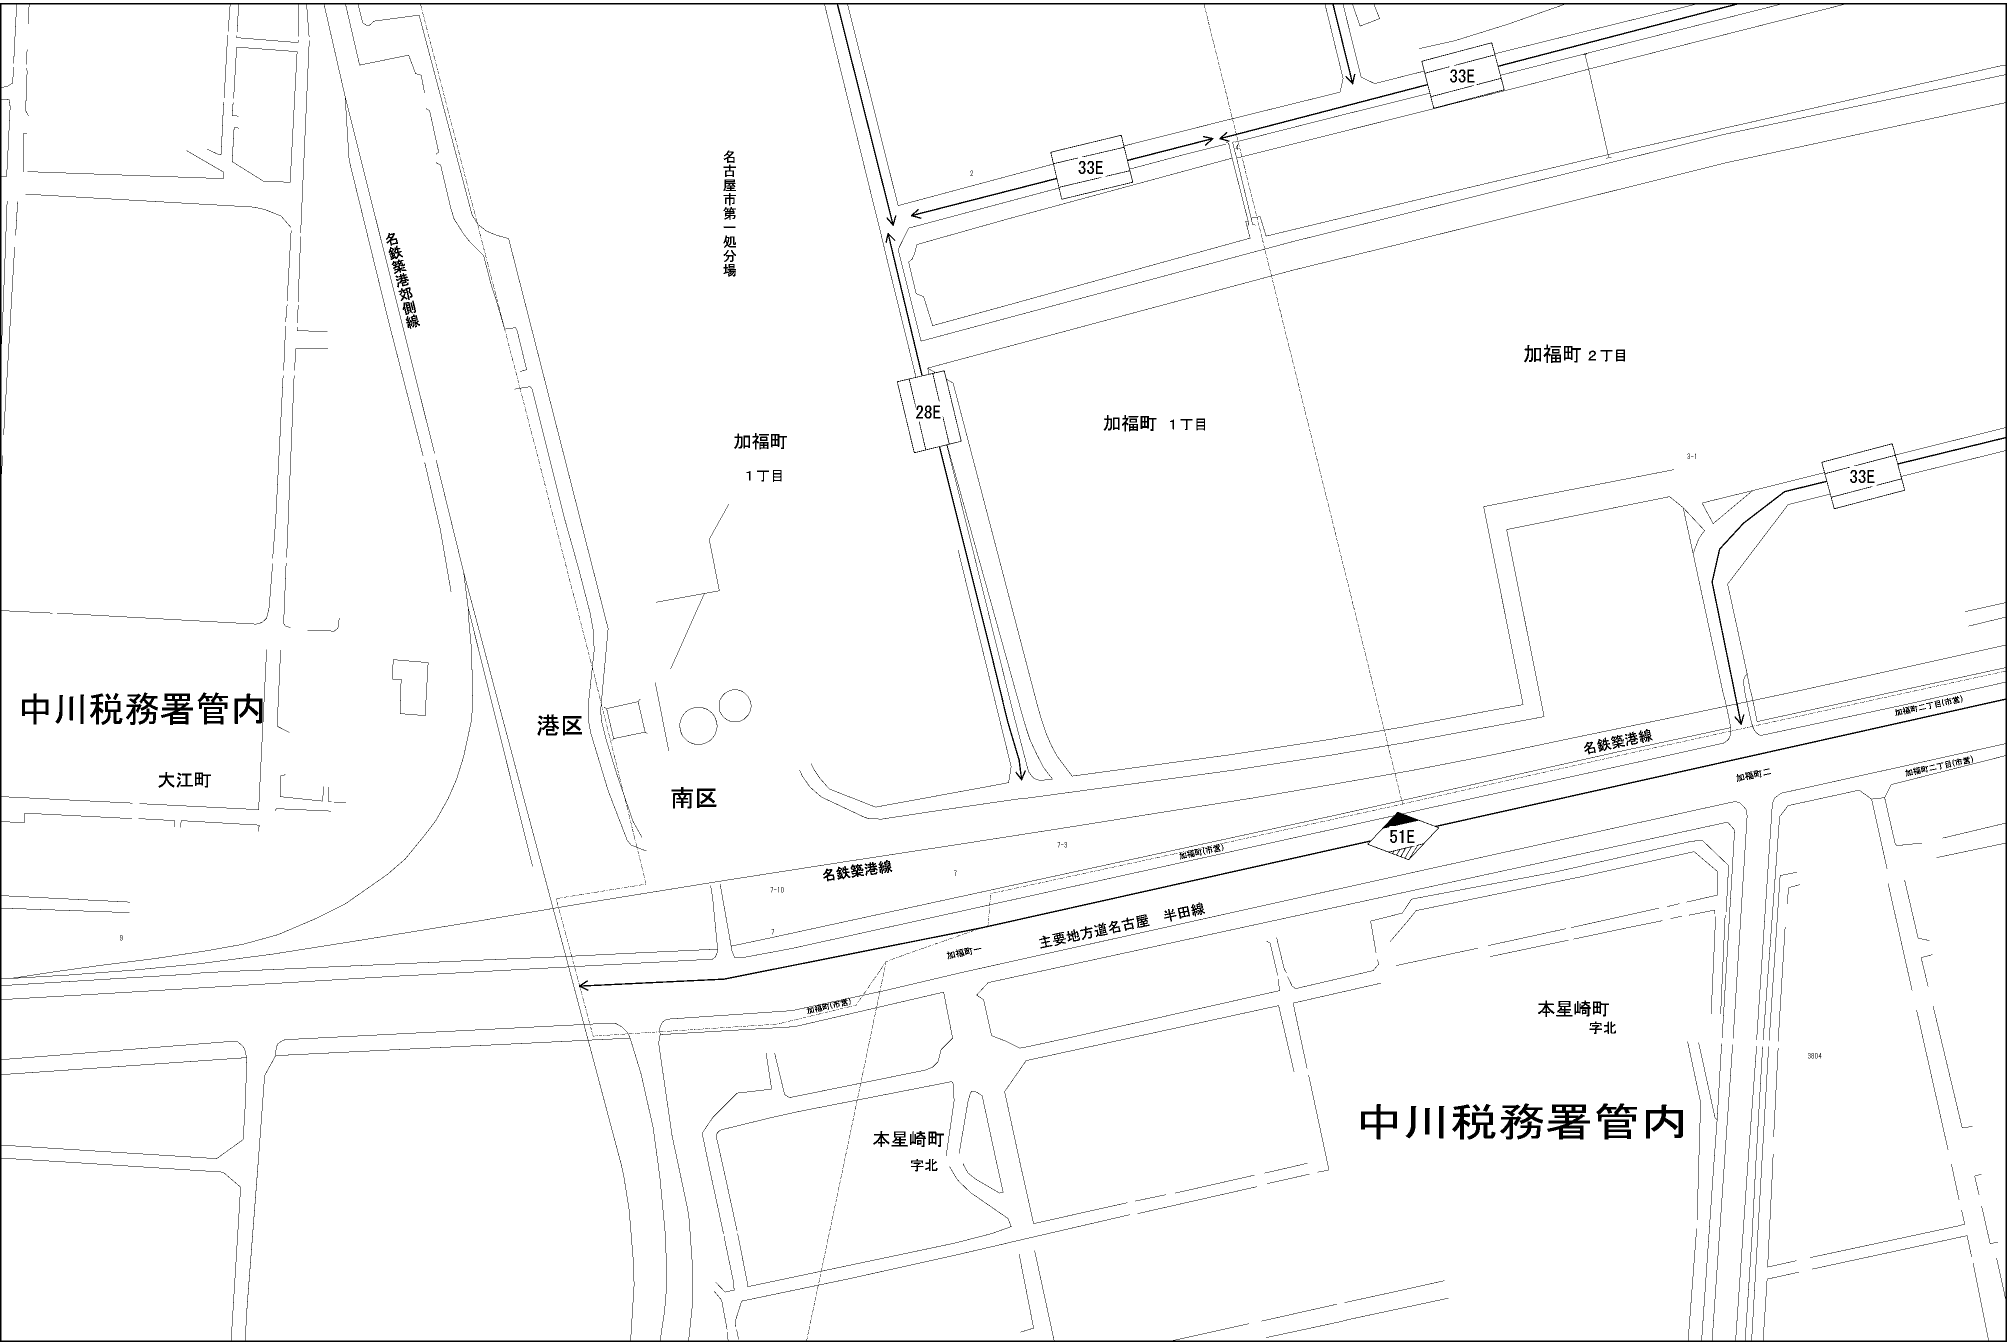 33E
33E
2
名古屋市第一処分場
名鉄築港郊側線
加福町 2丁目
28E
加福町 1丁目
加福町
1丁目
3-1
33E
中川税務署管内
港区
加福町二丁目(市営)
名鉄築港線
大江町
加福町二
加福町二丁目(市営)
南区
51E
7-3
加福町(市営)
名鉄築港線
7
7-10
主要地方道名古屋 半田線
7
9
加福町一
加福町(市営)
本星崎町
字北
3804
中川税務署管内
本星崎町
字北